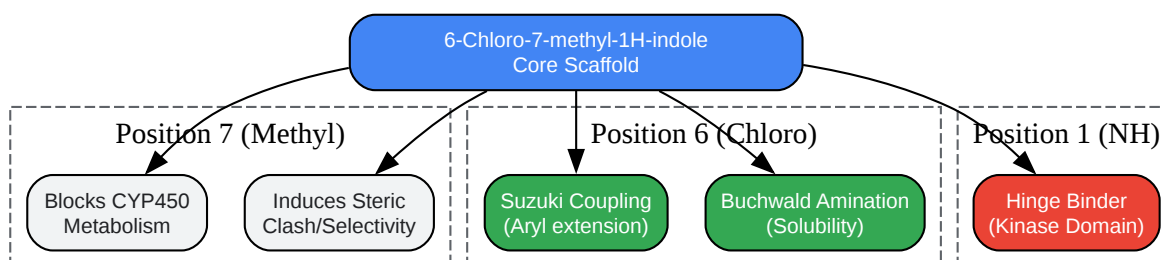 6-Chloro-7-methyl-1H-indole
Core Scaffold
Position 7 (Methyl)
Position 6 (Chloro)
Position 1 (NH)
Blocks CYP450
Metabolism
Induces Steric
Clash/Selectivity
Suzuki Coupling
(Aryl extension)
Buchwald Amination
(Solubility)
Hinge Binder
(Kinase Domain)